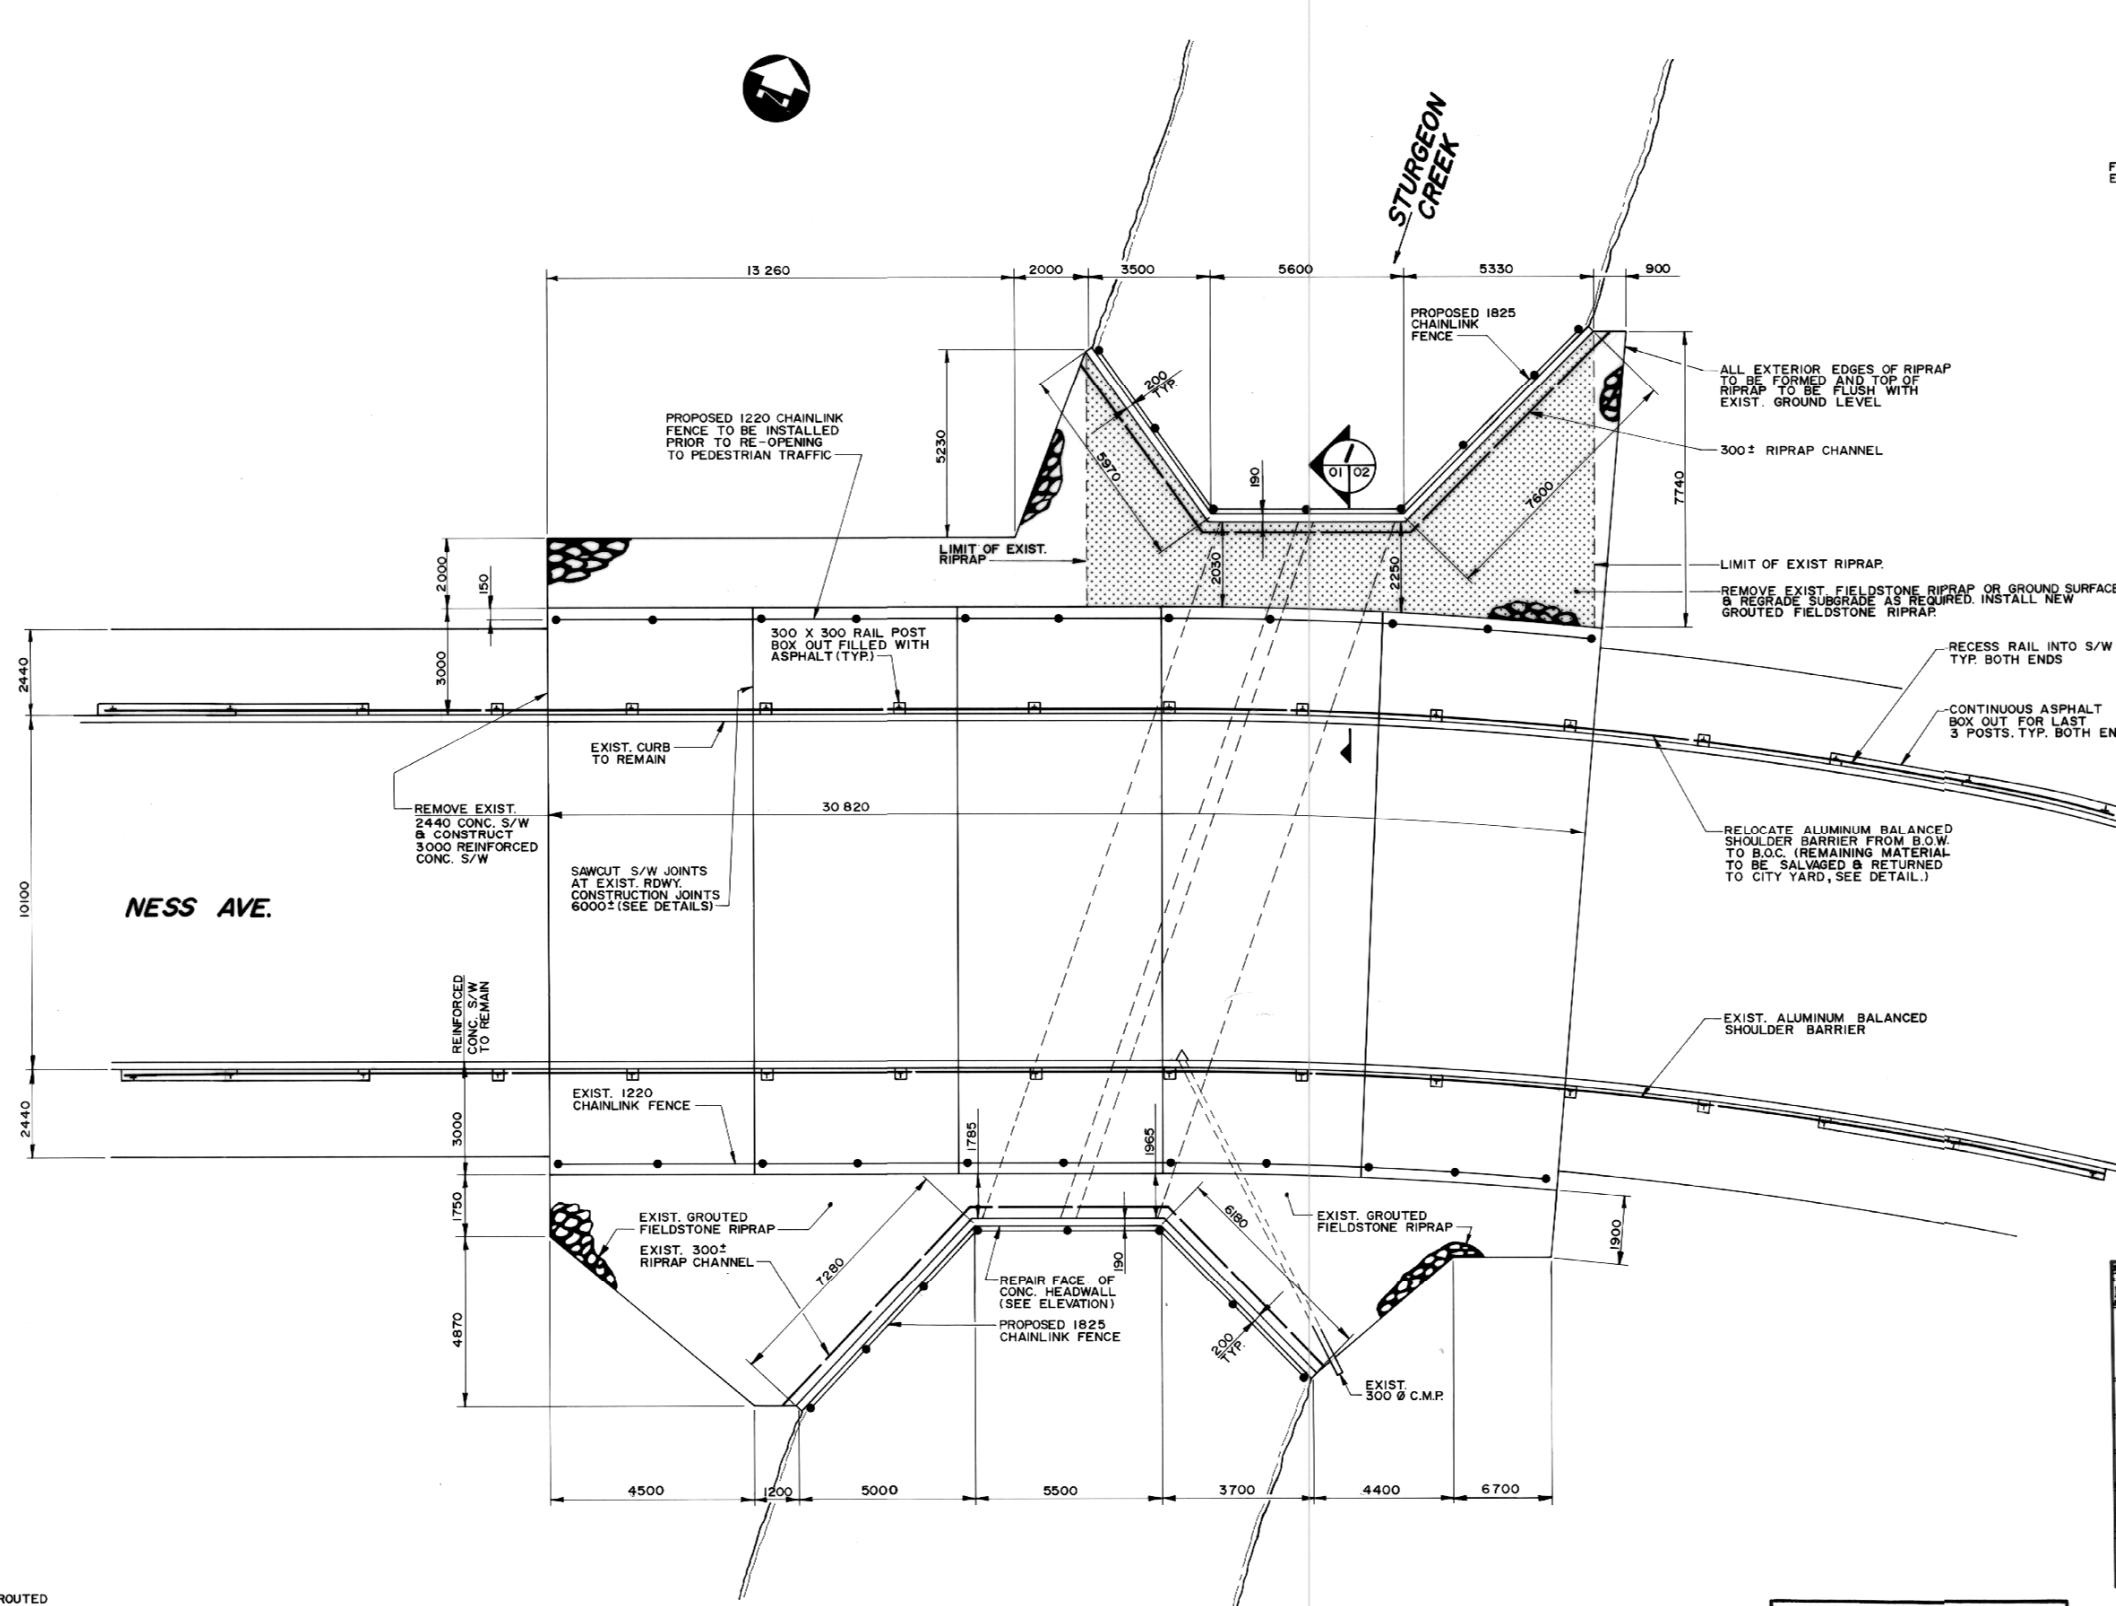 N
STURGEON
CREEK
F
E
13 260
2000
3500
5600
5330
900
PROPOSED 1825
CHAINLINK
FENCE
ALL EXTERIOR EDGES OF RIPRAP
TO BE FORMED AND TOP OF
RIPRAP TO BE FLUSH WITH
EXIST. GROUND LEVEL
200
TYP.
PROPOSED 1220 CHAINLINK
FENCE TO BE INSTALLED
PRIOR TO RE-OPENING
TO PEDESTRIAN TRAFFIC
5230
5970
190
1
01 02
7600
7740
300± RIPRAP CHANNEL
LIMIT OF EXIST.
RIPRAP
2030
2250
LIMIT OF EXIST RIPRAP.
REMOVE EXIST. FIELDSTONE RIPRAP OR GROUND SURFACE
& REGRADE SUBGRADE AS REQUIRED. INSTALL NEW
GROUTED FIELDSTONE RIPRAP.
2000
150
300 X 300 RAIL POST
BOX OUT FILLED WITH
ASPHALT (TYP.)
2440
3000
RECESS RAIL INTO S/W
TYP. BOTH ENDS
CONTINUOUS ASPHALT
BOX OUT FOR LAST
3 POSTS. TYP. BOTH EN
EXIST. CURB
TO REMAIN
30 820
REMOVE EXIST.
2440 CONC. S/W
& CONSTRUCT
3000 REINFORCED
CONC. S/W
RELOCATE ALUMINUM BALANCED
SHOULDER BARRIER FROM B.O.W.
TO B.O.C. (REMAINING MATERIAL
TO BE SALVAGED & RETURNED
TO CITY YARD, SEE DETAIL.)
SAWCUT S/W JOINTS
AT EXIST. RDWY.
CONSTRUCTION JOINTS
6000± (SEE DETAILS)
10100
NESS AVE.
REINFORCED
CONC. S/W
TO REMAIN
EXIST. ALUMINUM BALANCED
SHOULDER BARRIER
EXIST. 1220
CHAINLINK FENCE
2440
3000
1785
1965
1750
EXIST. GROUTED
FIELDSTONE RIPRAP
EXIST. 300±
RIPRAP CHANNEL
6180
EXIST. GROUTED
FIELDSTONE RIPRAP
1900
7280
190
REPAIR FACE OF
CONC. HEADWALL
(SEE ELEVATION)
PROPOSED 1825
CHAINLINK FENCE
4870
200
TYP.
EXIST.
300 Ø C.M.P.
4500
1200
5000
5500
3700
4400
6700
ROUTED